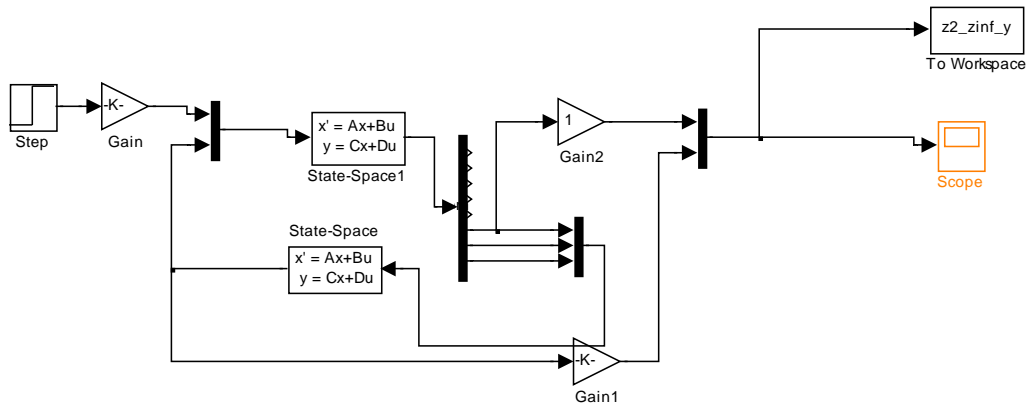 z2_zinf_y
To Workspace
-K-
Step
Gain
x' = Ax+Bu
y = Cx+Du
State-Space1
1
Gain2
Scope
State-Space
x' = Ax+Bu
y = Cx+Du
-K-
Gain1